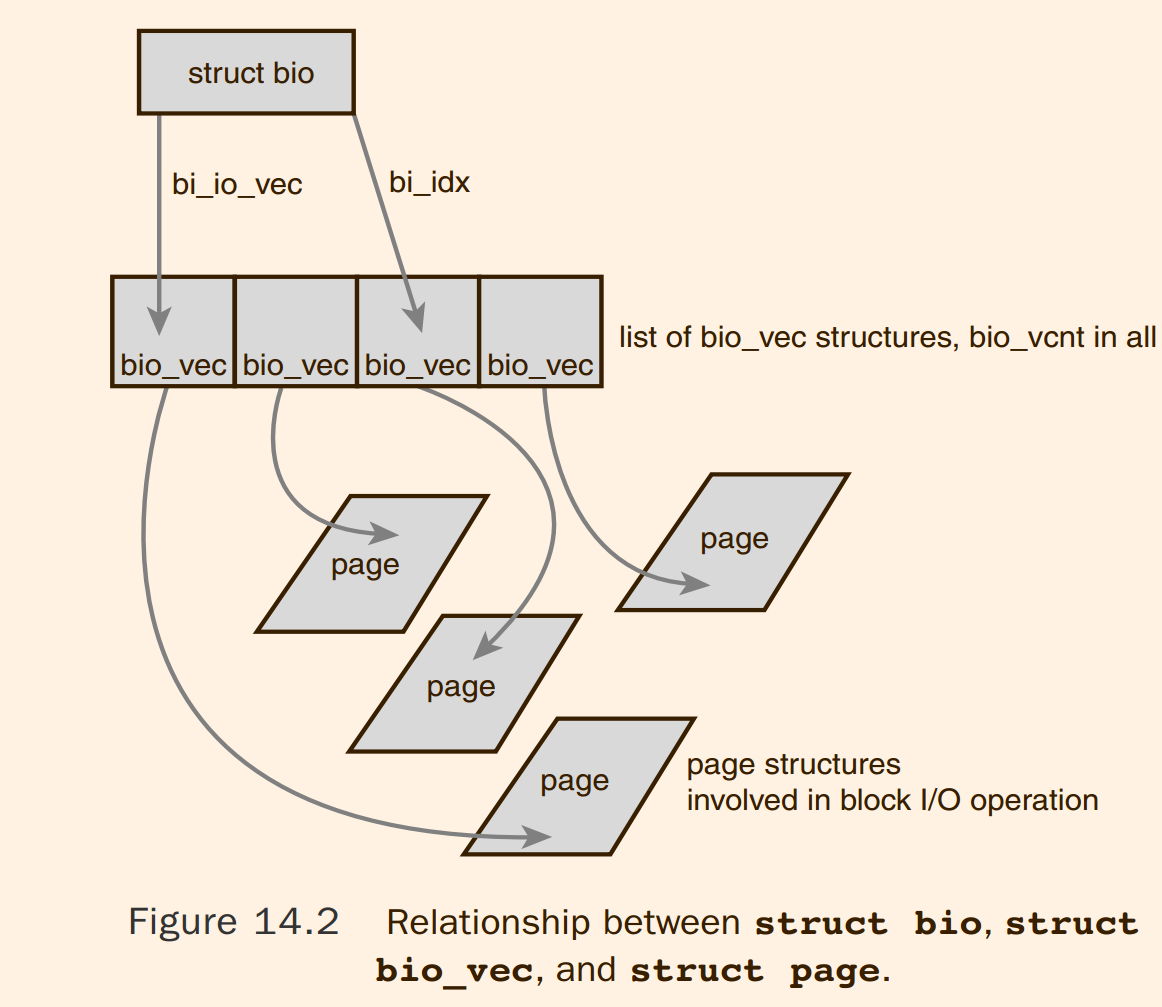 struct bio
bi_io_vec
bi_idx
bio_vec
bio_vec
bio_vec
bio_vec
list of bio_vec structures, bio_vcnt in all
page
page
page
page
page structures
involved in block I/O operation
Figure 14.2 Relationship between struct bio, struct
bio_vec, and struct page.